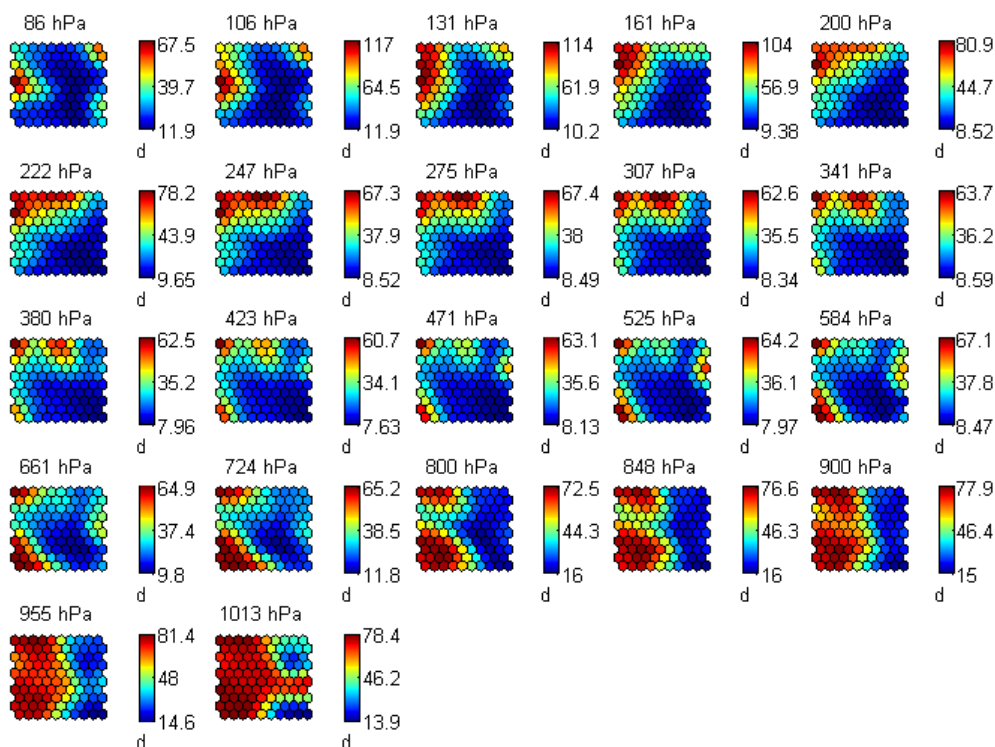 86 hPa 67.5 39.7 11.9 d
106 hPa 117 64.5 11.9 d
131 hPa 114 61.9 10.2 d
161 hPa 104 56.9 9.38 d
200 hPa 80.9 44.7 8.52 d
222 hPa 78.2 43.9 9.65 d
247 hPa 67.3 37.9 8.52 d
275 hPa 67.4 38 8.49 d
307 hPa 62.6 35.5 8.34 d
341 hPa 63.7 36.2 8.59 d
380 hPa 62.5 35.2 7.96 d
423 hPa 60.7 34.1 7.63 d
471 hPa 63.1 35.6 8.13 d
525 hPa 64.2 36.1 7.97 d
584 hPa 67.1 37.8 8.47 d
661 hPa 64.9 37.4 9.8 d
724 hPa 65.2 38.5 11.8 d
800 hPa 72.5 44.3 16 d
848 hPa 76.6 46.3 16 d
900 hPa 77.9 46.4 15 d
955 hPa 81.4 48 14.6 d
1013 hPa 78.4 46.2 13.9 d